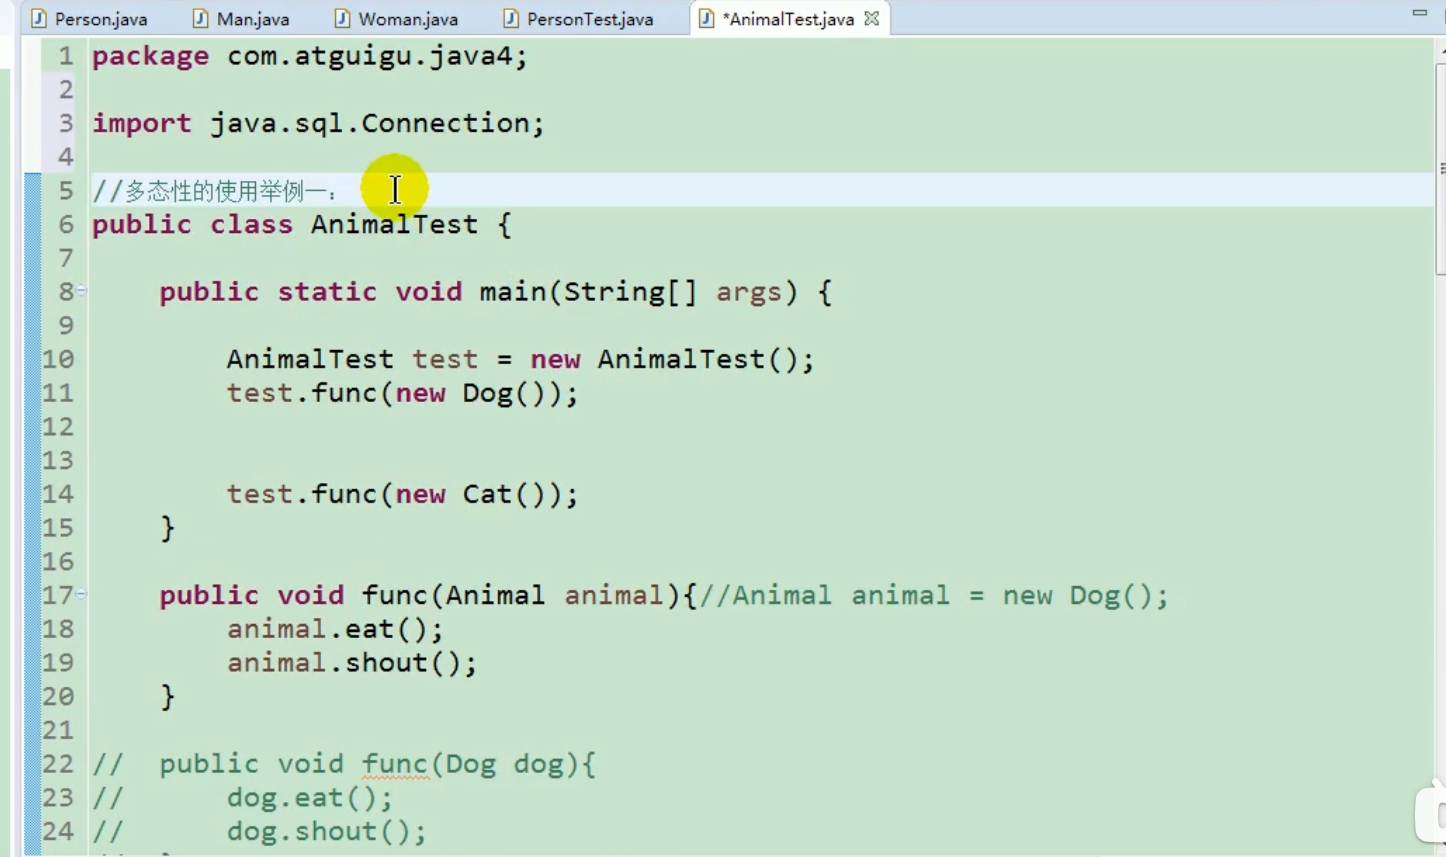 Person.java Man.java Woman.java PersonTest.java *AnimalTest.java
1 package com.atguigu.java4;
2
3 import java.sql.Connection;
4
5 //多态性的使用举例一：
6 public class AnimalTest {
7
8 public static void main(String[] args) {
9
10 AnimalTest test = new AnimalTest();
11 test.func(new Dog());
12
13
14 test.func(new Cat());
15 }
16
17 public void func(Animal animal){//Animal animal = new Dog();
18 animal.eat();
19 animal.shout();
20 }
21
22 // public void func(Dog dog){
23 // dog.eat();
24 // dog.shout();